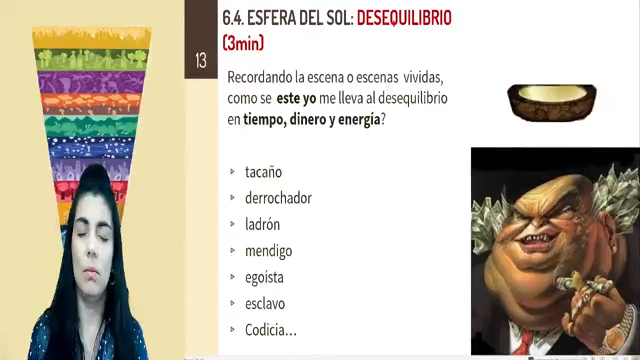 6.4. ESFERA DEL SOL: DESEQUILIBRIO
(3min)
13
Recordando la escena o escenas vividas,
como se este yo me lleva al desequilibrio
en tiempo, dinero y energía?
▹ tacaño
▹ derrochador
▹ ladrón
▹ mendigo
▹ egoísta
▹ esclavo
▹ Codicia...